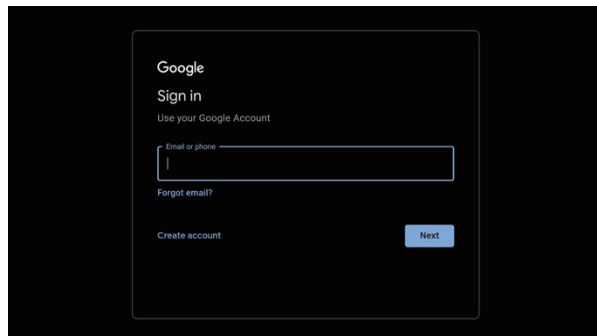 Google
Sign in
Use your Google Account
Email or phone
Forgot email?
Create account Next